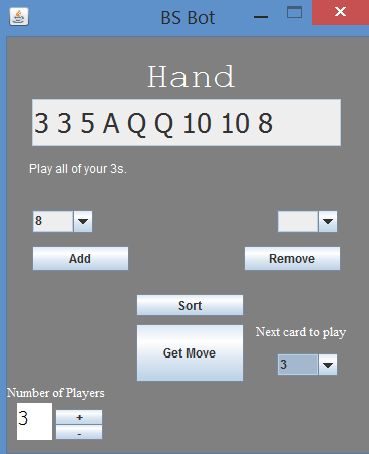 BS Bot
Hand
3 3 5 A Q Q 10 10 8
Play all of your 3s.
8
Add Remove
Sort
Next card to play
Get Move
3
Number of Players
3 +
-